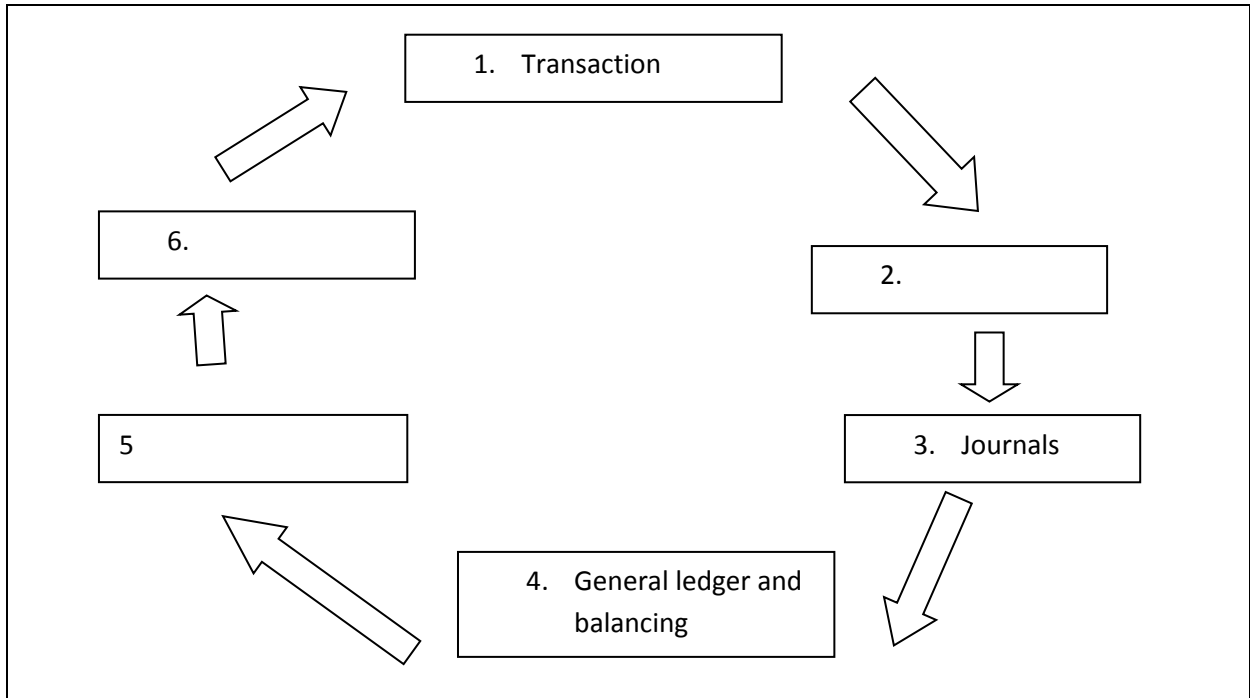 1. Transaction
6.
2.
5
3. Journals
4. General ledger and
balancing